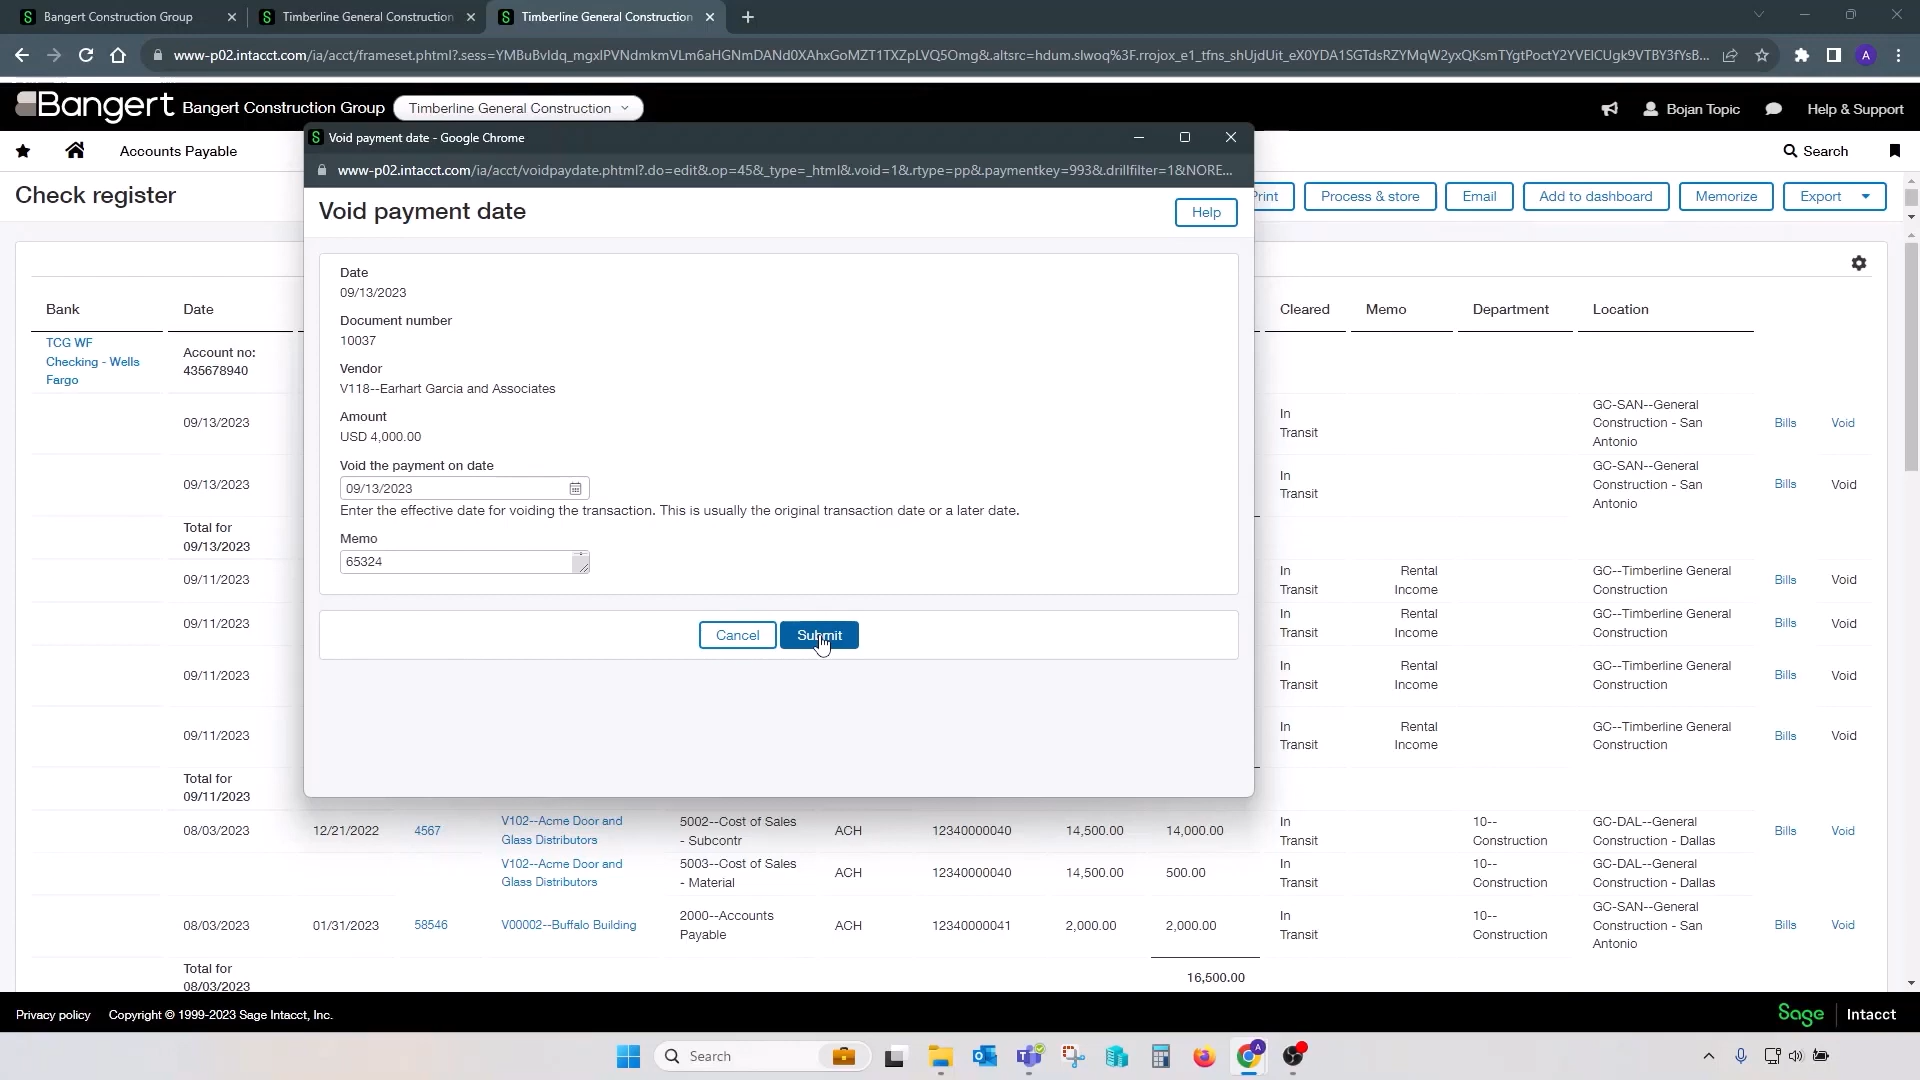 Bangert Construction Group
Timberline General Construction
Timberline General Construction
www-p02.intacct.com/ia/acct/frameset.phtml?.sess=
A
Bangert Bangert Construction Group Timberline General Construction
Bojan Topic Help & Support
Accounts Payable Search
Check register
Print Process & store Email Add to dashboard Memorize Export
Void payment date - Google Chrome
www-p02.intacct.com/ia/acct/voidpaydate.phtml?.do=edit&.op=45&_type=_html&.void=1&.rtype=pp&.paymentkey=993&.drillfilter=1&NORE...
Void payment date Help
Date
09/13/2023
Document number
10037
Vendor
V118--Earhart Garcia and Associates
Amount
USD 4,000.00
Void the payment on date
09/13/2023
Enter the effective date for voiding the transaction. This is usually the original transaction date or a later date.
Memo
65324
Cancel Submit
Bank Date Cleared Memo Department Location
TCG WF
Checking - Wells
Fargo
Account no:
435678940
09/13/2023 In
Transit GC-SAN--General
Construction - San
Antonio Bills Void
09/13/2023 In
Transit GC-SAN--General
Construction - San
Antonio Bills Void
Total for
09/13/2023
09/11/2023 In
Transit Rental
Income GC--Timberline General
Construction Bills Void
09/11/2023 In
Transit Rental
Income GC--Timberline General
Construction Bills Void
09/11/2023 In
Transit Rental
Income GC--Timberline General
Construction Bills Void
09/11/2023 In
Transit Rental
Income GC--Timberline General
Construction Bills Void
Total for
09/11/2023
08/03/2023 12/21/2022 4567 V102--Acme Door and
Glass Distributors 5002--Cost of Sales
- Subcontr ACH 12340000040 14,500.00 14,000.00 In
Transit 10--
Construction GC-DAL--General
Construction - Dallas Bills Void
V102--Acme Door and
Glass Distributors 5003--Cost of Sales
- Material ACH 12340000040 14,500.00 500.00 In
Transit 10--
Construction GC-DAL--General
Construction - Dallas
08/03/2023 01/31/2023 58546 V00002--Buffalo Building 2000--Accounts
Payable ACH 12340000041 2,000.00 2,000.00 In
Transit 10--
Construction GC-SAN--General
Construction - San
Antonio Bills Void
Total for
08/03/2023
16,500.00
Privacy policy Copyright © 1999-2023 Sage Intacct, Inc. Sage Intacct
Search